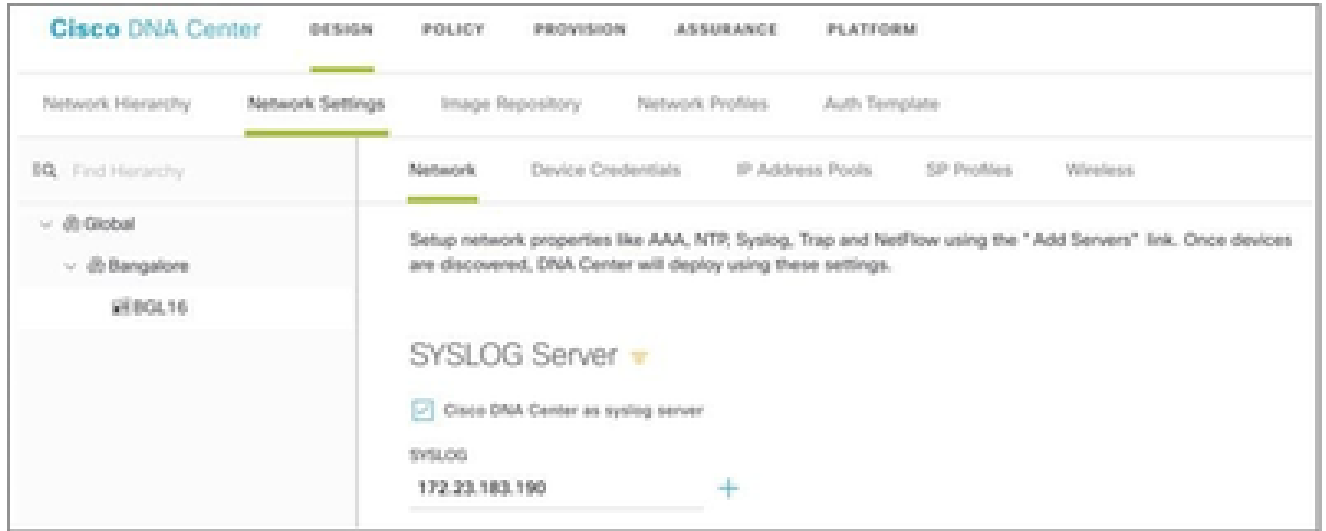 Cisco DNA Center DESIGN POLICY PROVISION ASSURANCE PLATFORM
Network Hierarchy Network Settings Image Repository Network Profiles Auth Template
Find Hierarchy
Network Device Credentials IP Address Pools SP Profiles Wireless
Global
Bangalore
BGL16
Setup network properties like AAA, NTP, Syslog, Trap and NetFlow using the "Add Servers" link. Once devices
are discovered, DNA Center will deploy using these settings.
SYSLOG Server
Cisco DNA Center as syslog server
SYSLOG
172.23.183.190